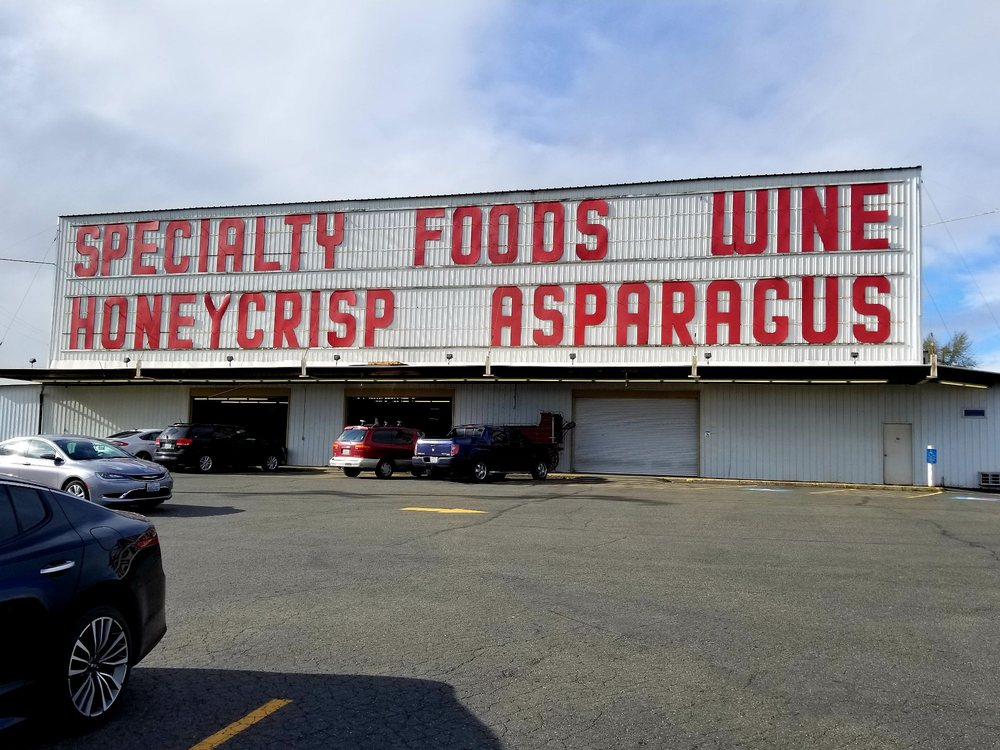 SPECIALTY FOODS WINE
HONEYCRISP ASPARAGUS